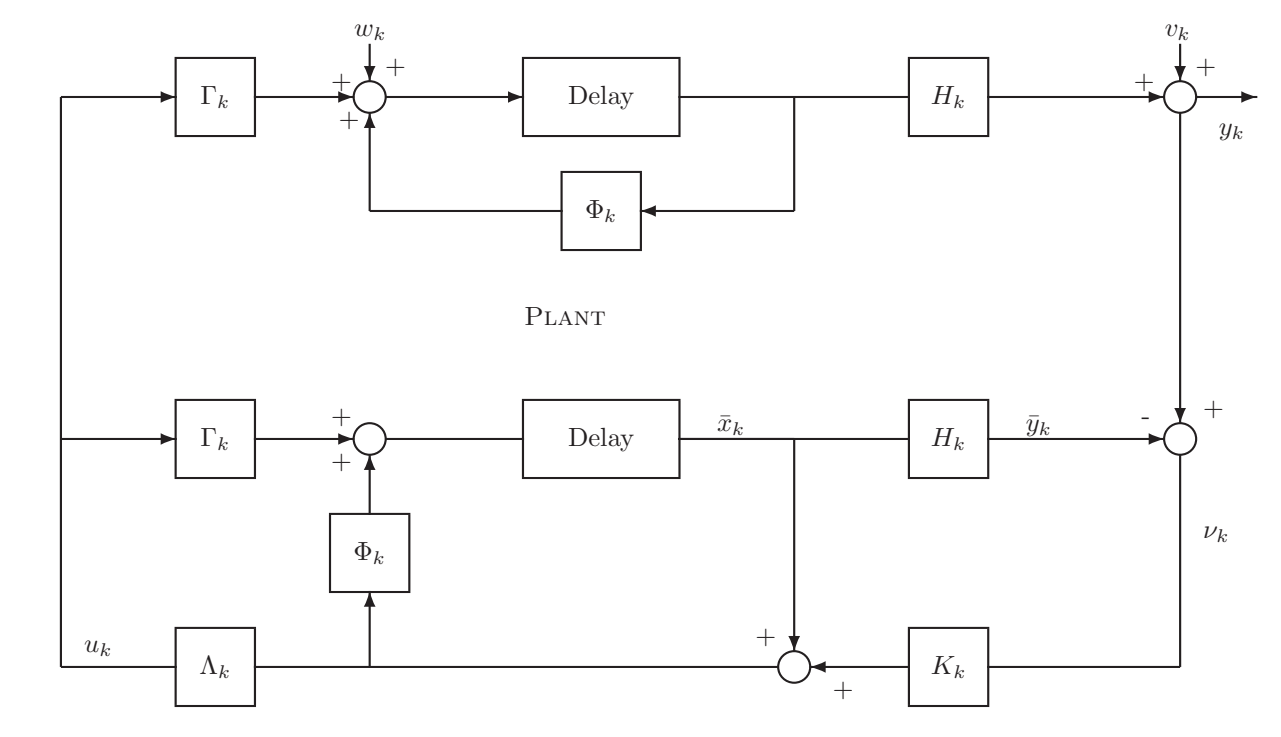 w_k
v_k
+ + + +
Γ_k Delay H_k
+
y_k
Φ_k
PLANT
+ x̄_k ȳ_k - +
Γ_k Delay H_k
+
ν_k
Φ_k
u_k +
Λ_k K_k
+